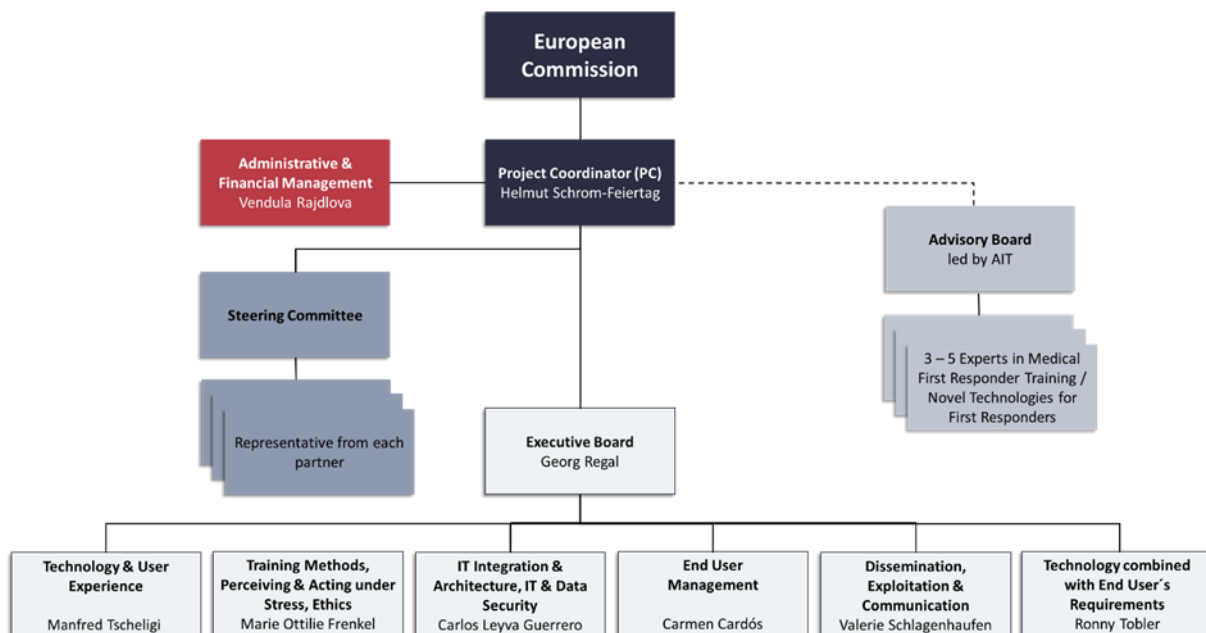 European
Commission
Administrative &
Financial Management
Vendula Rajdlova
Project Coordinator (PC)
Helmut Schrom-Feiertag
Advisory Board
led by AIT
Steering Committee
3 – 5 Experts in Medical
First Responder Training /
Novel Technologies for
First Responders
Representative from each
partner
Executive Board
Georg Regal
Technology & User
Experience
Manfred Tscheligi
Training Methods,
Perceiving & Acting under
Stress, Ethics
Marie Ottilie Frenkel
IT Integration &
Architecture, IT & Data
Security
Carlos Leyva Guerrero
End User
Management
Carmen Cardós
Dissemination,
Exploitation &
Communication
Valerie Schlagenhaufen
Technology combined
with End User´s
Requirements
Ronny Tobler